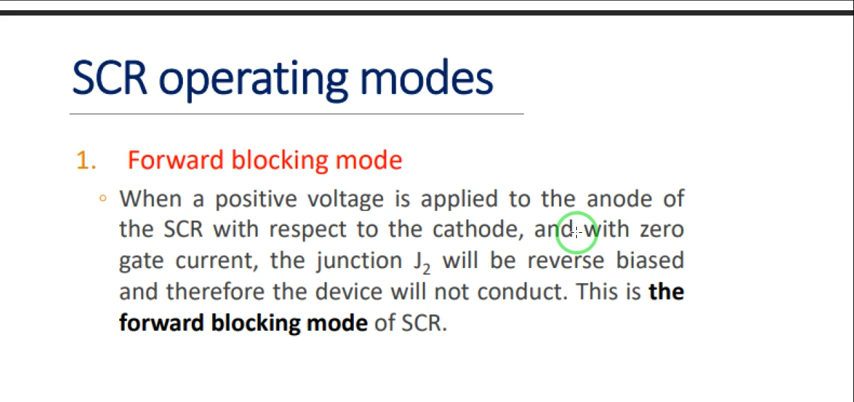 SCR operating modes
1. Forward blocking mode
◦ When a positive voltage is applied to the anode of
the SCR with respect to the cathode, and with zero
gate current, the junction J₂ will be reverse biased
and therefore the device will not conduct. This is the
forward blocking mode of SCR.